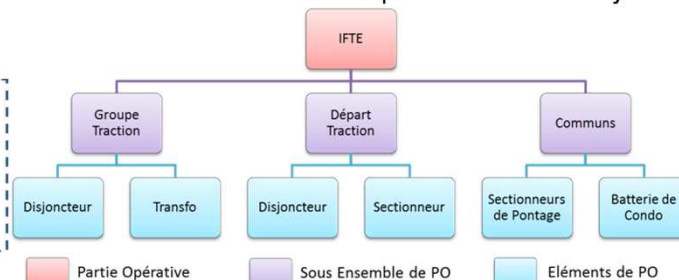 IFTE
Groupe
Traction
Départ
Traction
Communs
Disjoncteur
Transfo
Disjoncteur
Sectionneur
Sectionneurs
de Pontage
Batterie de
Condo
Partie Opérative
Sous Ensemble de PO
Eléments de PO